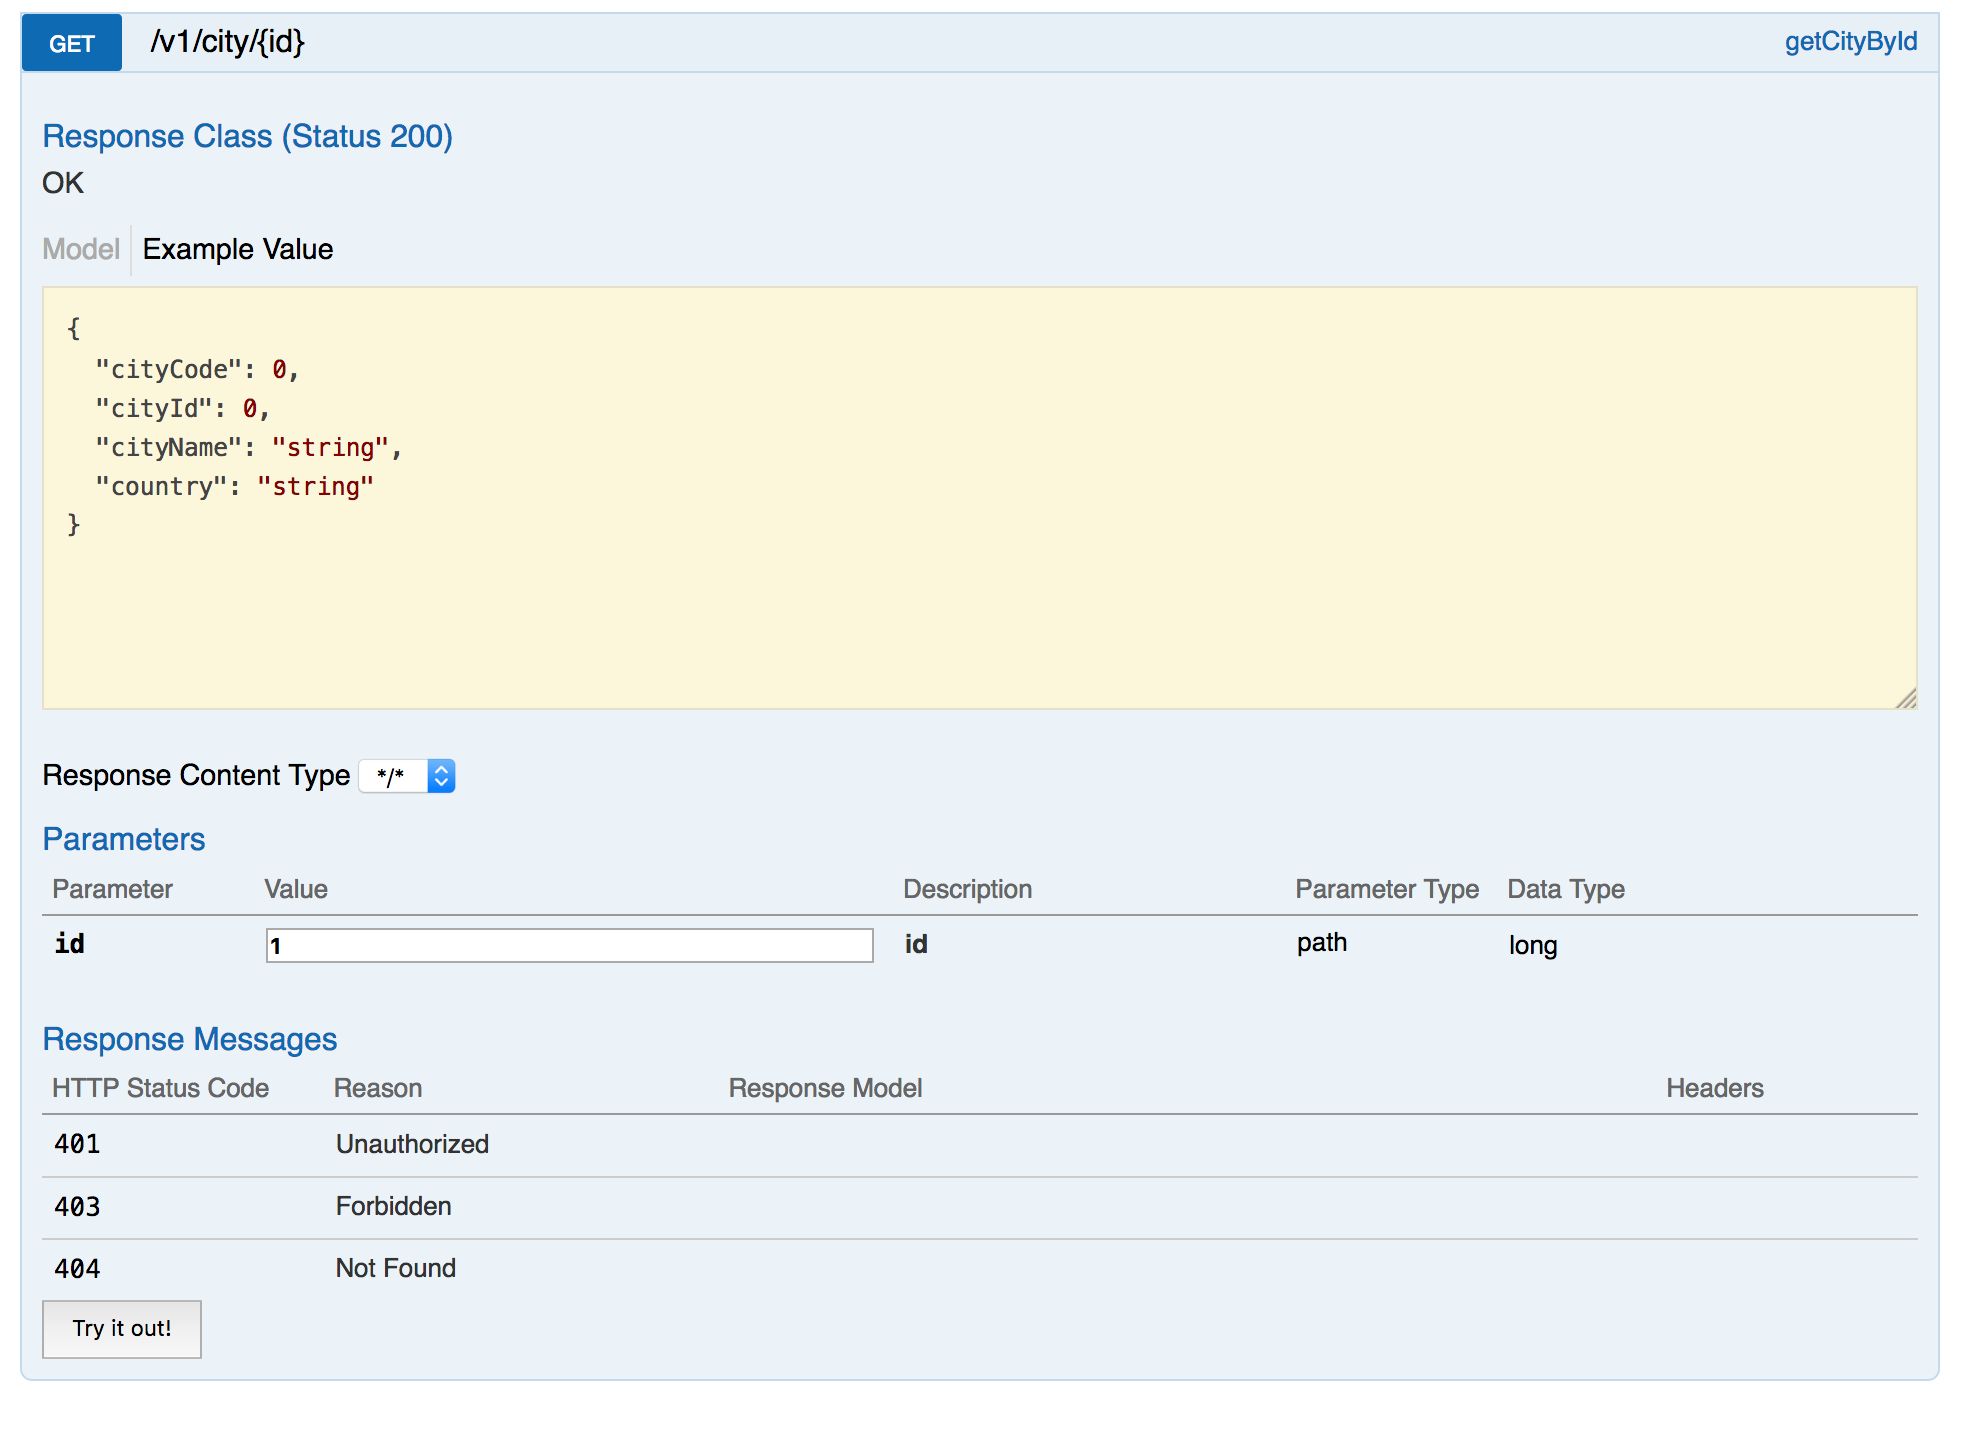 GET /v1/city/{id} getCityById
Response Class (Status 200)
OK
Model Example Value
{
"cityCode": 0,
"cityId": 0,
"cityName": "string",
"country": "string"
}
Response Content Type */*
Parameters
Parameter Value Description Parameter Type Data Type
id 1 id path long
Response Messages
HTTP Status Code Reason Response Model Headers
401 Unauthorized
403 Forbidden
404 Not Found
Try it out!